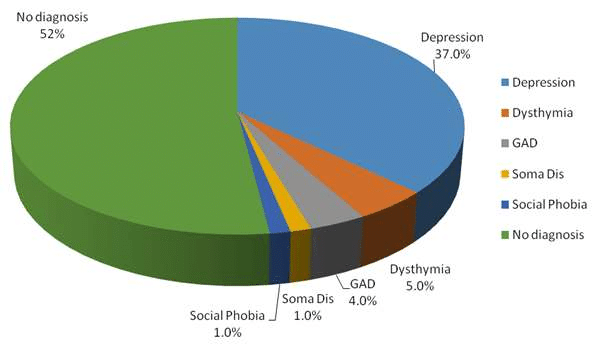 No diagnosis
52%
Depression
37.0%
Depression
Dysthymia
GAD
Soma Dis
Social Phobia
No diagnosis
Dysthymia
5.0%
GAD
4.0%
Soma Dis
1.0%
Social Phobia
1.0%